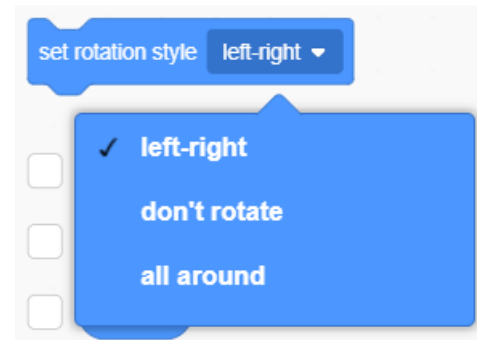 set rotation style left-right
left-right
don't rotate
all around